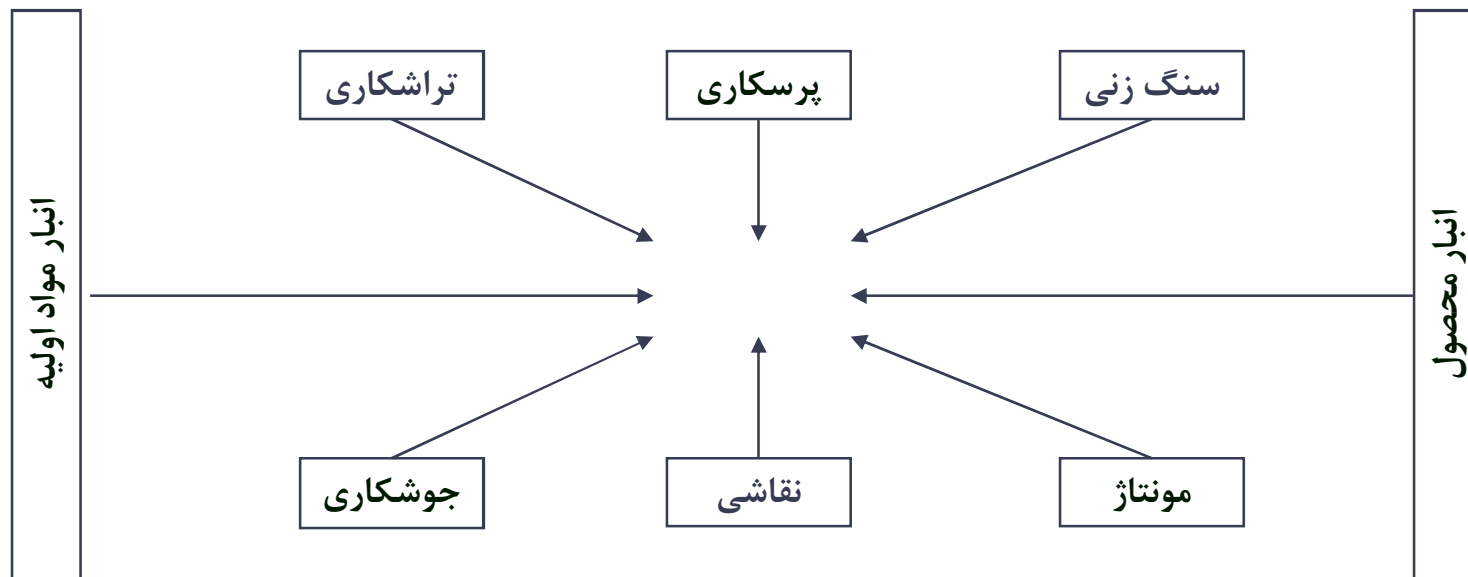 سنگ زنی
پرسکاری
تراشکاری
انبار محصول
انبار مواد اولیه
مونتاژ
نقاشی
جوشکاری